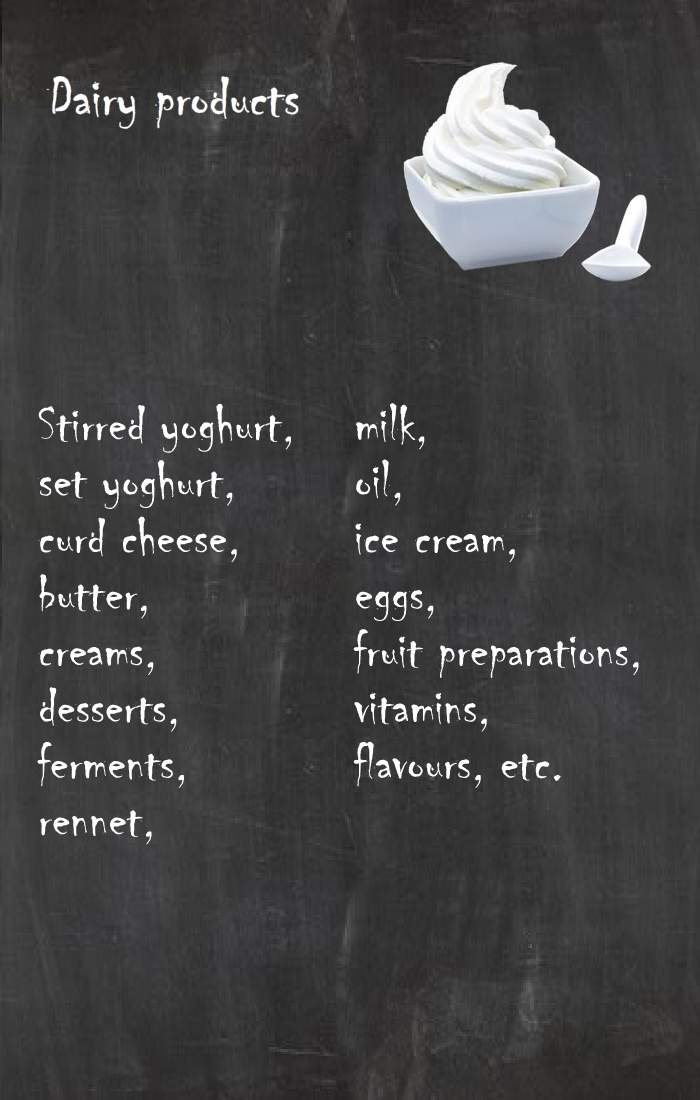 Dairy products
Stirred yoghurt,
set yoghurt,
curd cheese,
butter,
creams,
desserts,
ferments,
rennet,
milk,
oil,
ice cream,
eggs,
fruit preparations,
vitamins,
flavours, etc.